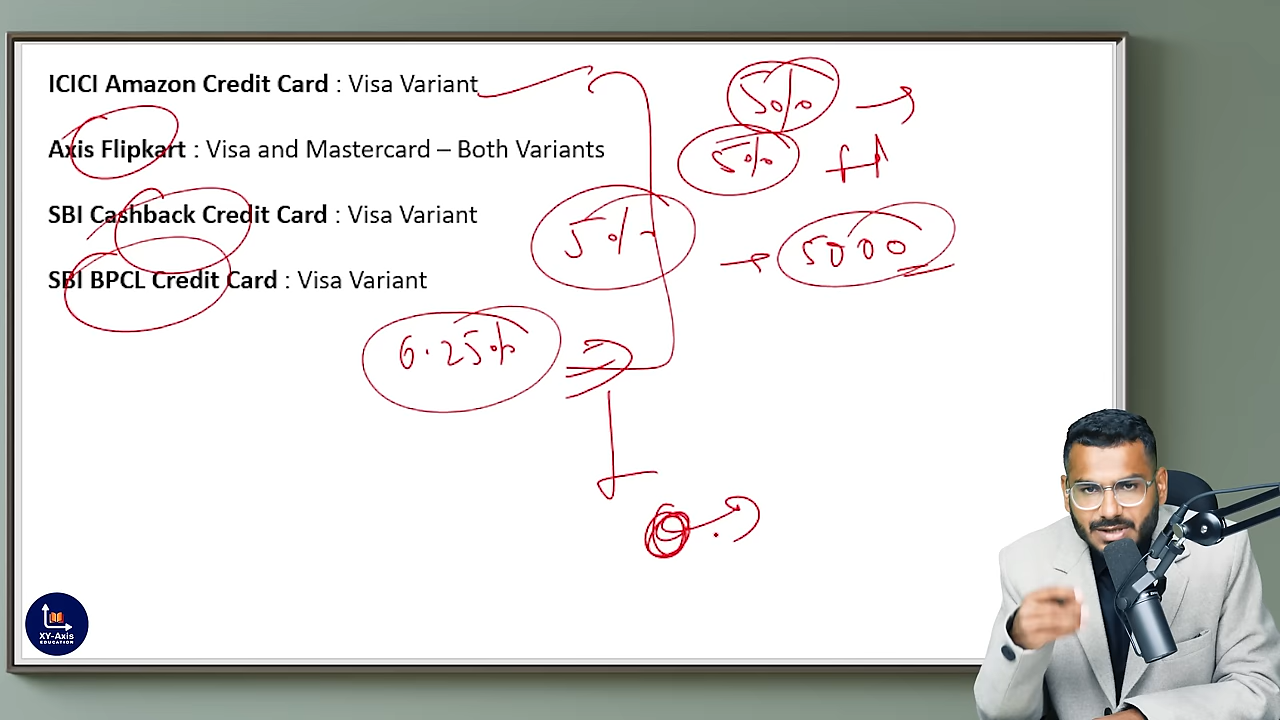 ICICI Amazon Credit Card : Visa Variant
5%
Axis Flipkart : Visa and Mastercard – Both Variants
5%
SBI Cashback Credit Card : Visa Variant
5%
5000
SBI BPCL Credit Card : Visa Variant
6.25%
XY-Axis
EDUCATION